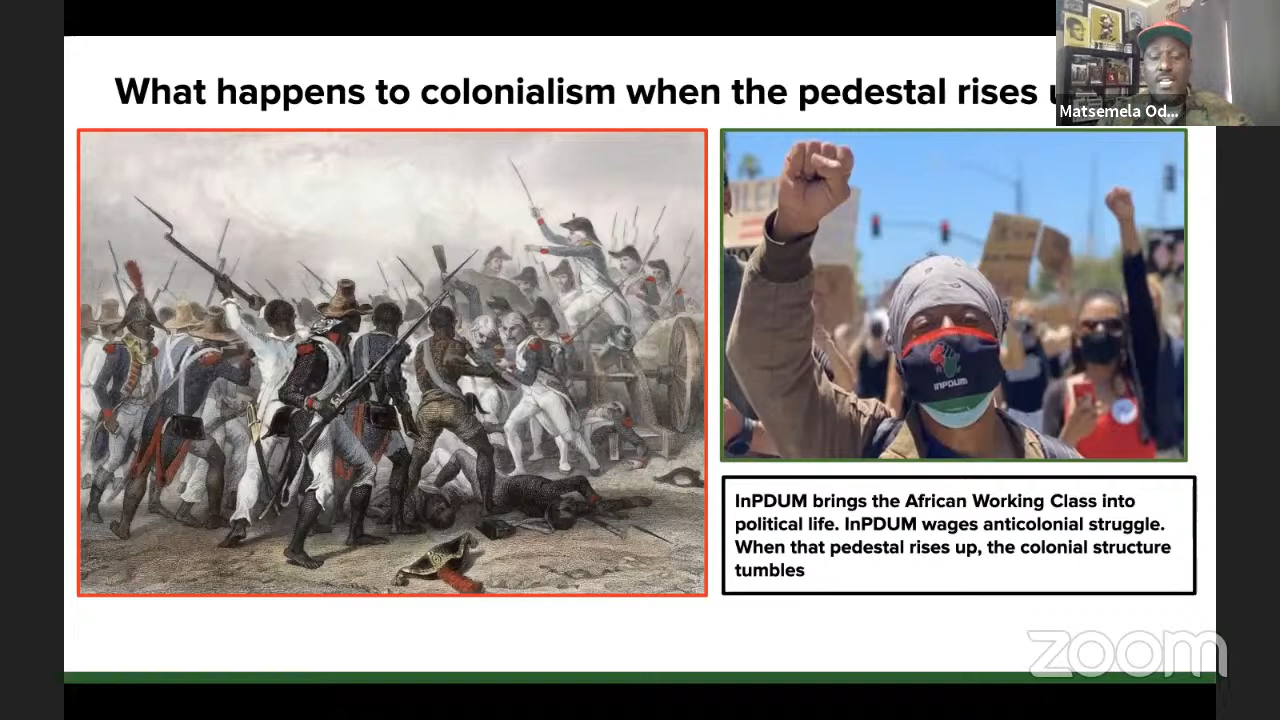 What happens to colonialism when the pedestal rises
Matsemela Od...
INPDUM
InPDUM brings the African Working Class into
political life. InPDUM wages anticolonial struggle.
When that pedestal rises up, the colonial structure
tumbles
zoom